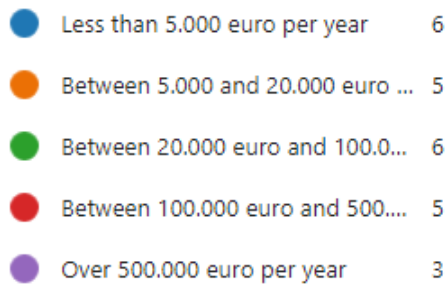 Less than 5.000 euro per year 6
Between 5.000 and 20.000 euro ... 5
Between 20.000 euro and 100.0... 6
Between 100.000 euro and 500.... 5
Over 500.000 euro per year 3